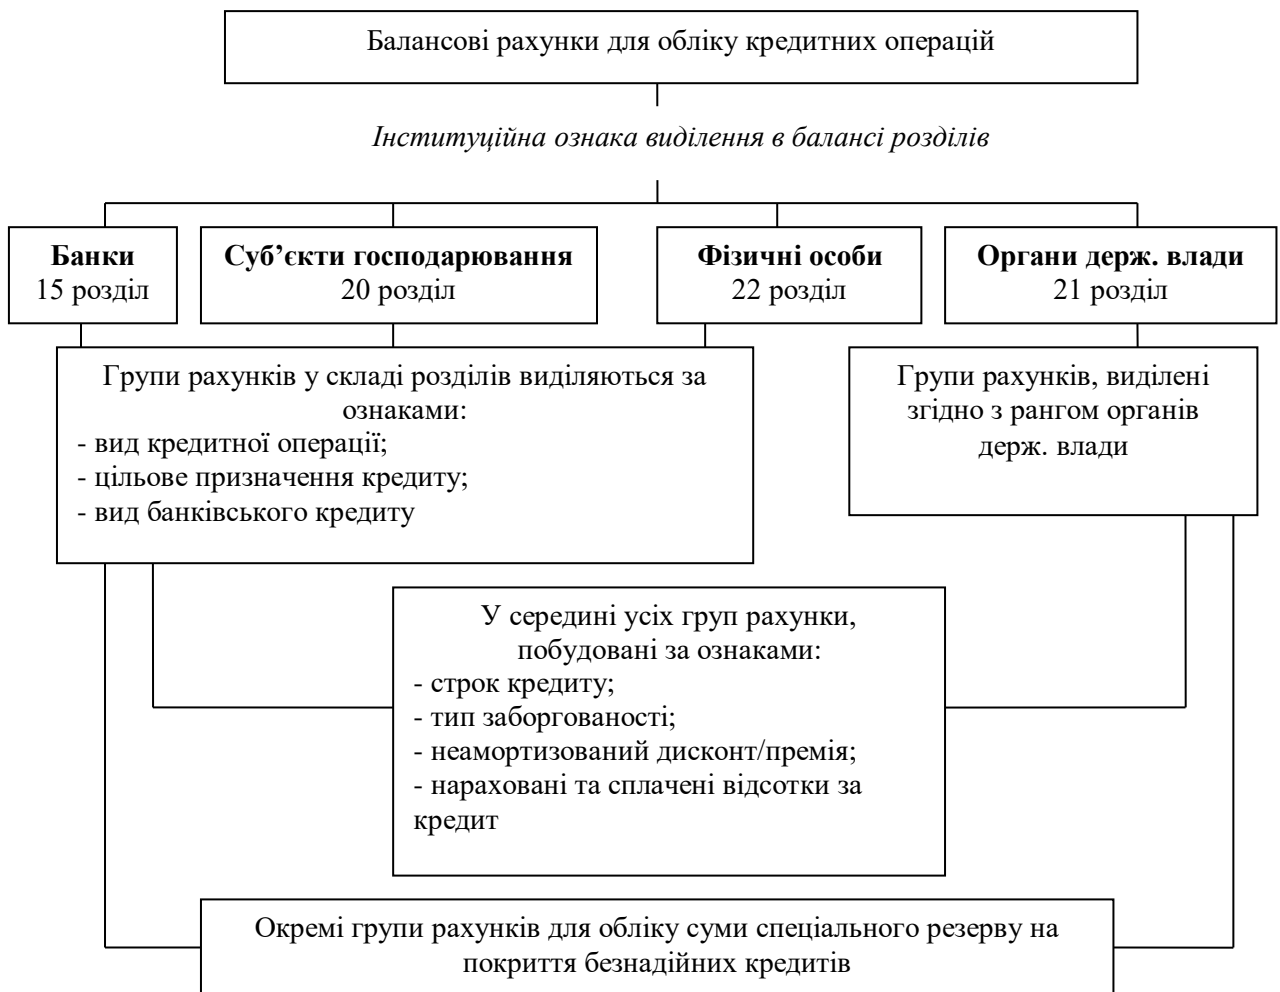 Балансові рахунки для обліку кредитних операцій
Інституційна ознака виділення в балансі розділів
Банки
15 розділ
Суб’єкти господарювання
20 розділ
Фізичні особи
22 розділ
Органи держ. влади
21 розділ
Групи рахунків у складі розділів виділяються за
ознаками:
- вид кредитної операції;
- цільове призначення кредиту;
- вид банківського кредиту
Групи рахунків, виділені
згідно з рангом органів
держ. влади
У середині усіх груп рахунки,
побудовані за ознаками:
- строк кредиту;
- тип заборгованості;
- неамортизований дисконт/премія;
- нараховані та сплачені відсотки за
кредит
Окремі групи рахунків для обліку суми спеціального резерву на
покриття безнадійних кредитів